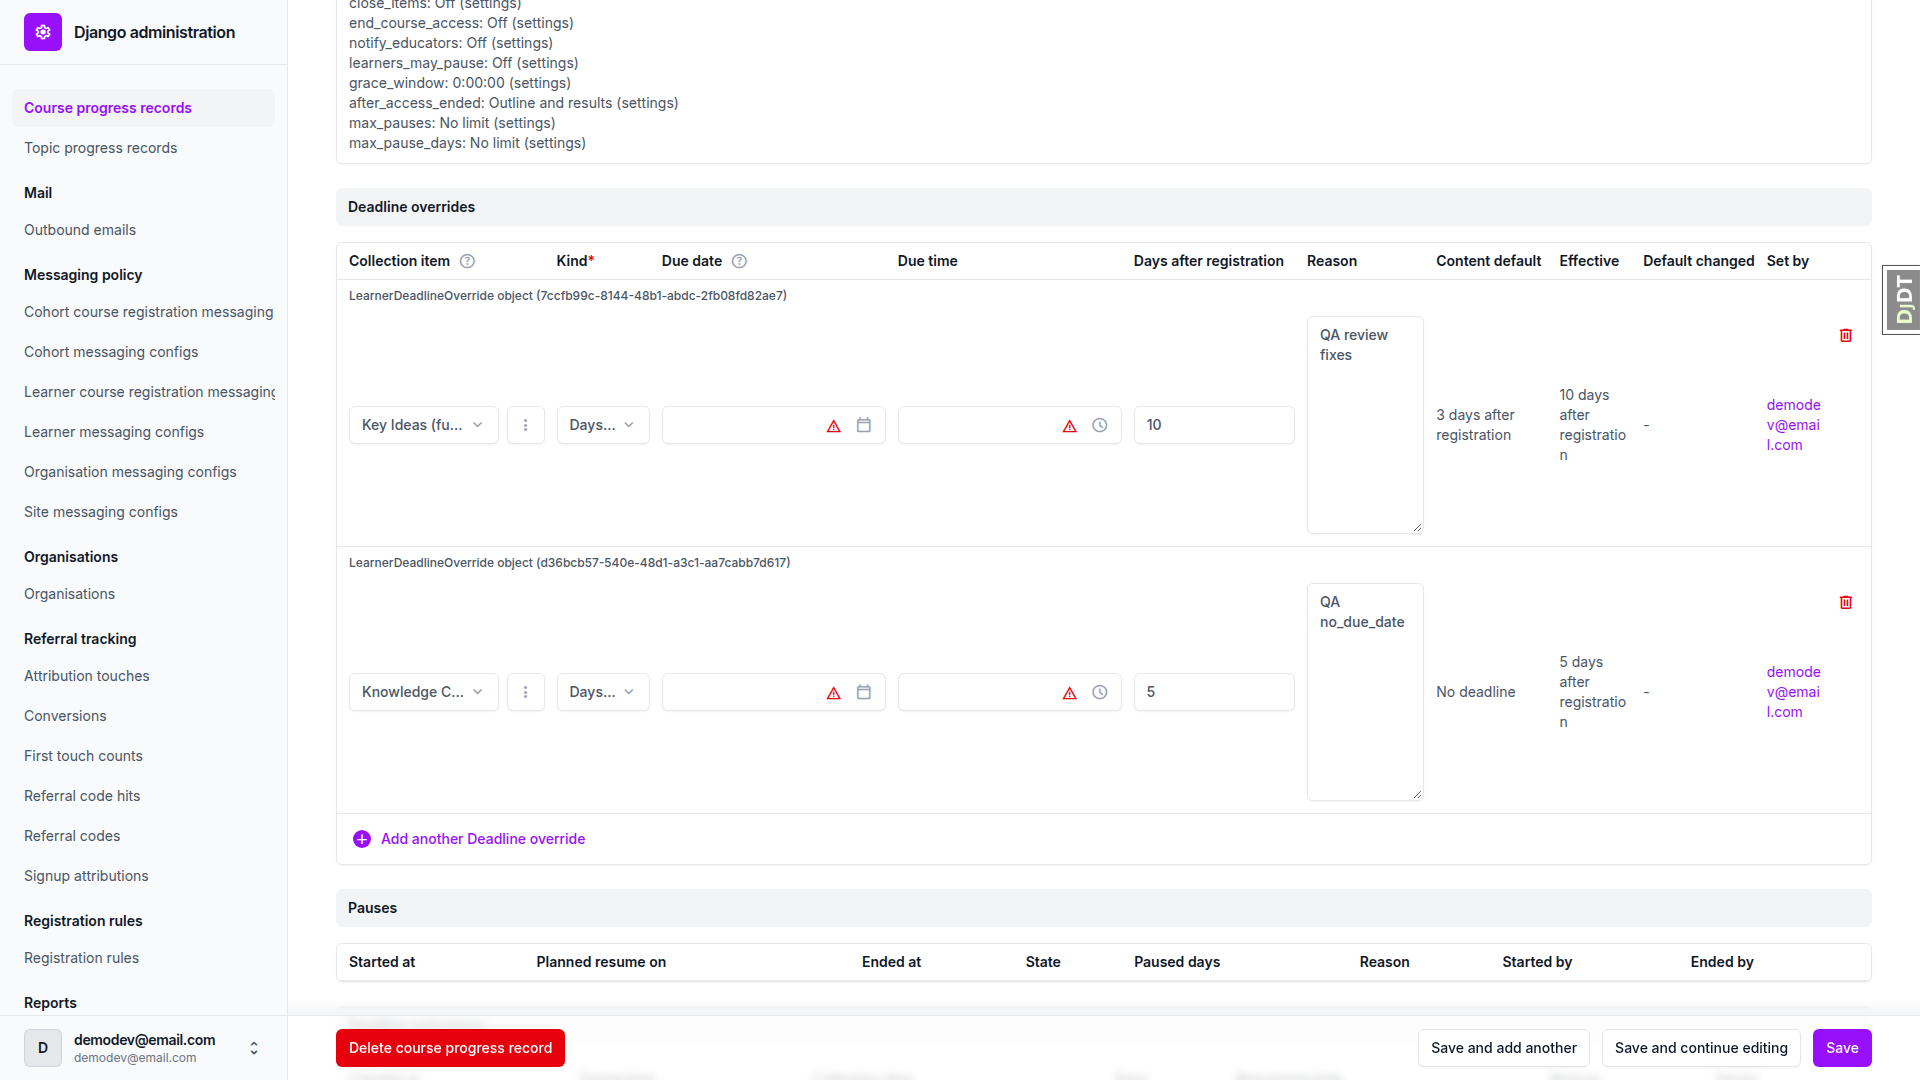 Django administration
Course progress records
Topic progress records
Mail
Outbound emails
Messaging policy
Cohort course registration messaging
Cohort messaging configs
Learner course registration messaging
Learner messaging configs
Organisation messaging configs
Site messaging configs
Organisations
Organisations
Referral tracking
Attribution touches
Conversions
First touch counts
Referral code hits
Referral codes
Signup attributions
Registration rules
Registration rules
Reports
D
demodev@email.com
demodev@email.com
close_items: Off (settings)
end_course_access: Off (settings)
notify_educators: Off (settings)
learners_may_pause: Off (settings)
grace_window: 0:00:00 (settings)
after_access_ended: Outline and results (settings)
max_pauses: No limit (settings)
max_pause_days: No limit (settings)
Deadline overrides
Collection item Kind* Due date Due time Days after registration Reason Content default Effective Default changed Set by
LearnerDeadlineOverride object (7ccfb99c-8144-48b1-abdc-2fb08fd82ae7)
Key Ideas (fu...
Days...
10
QA review
fixes
3 days after
registration
10 days
after
registratio
n
-
demode
v@emai
l.com
LearnerDeadlineOverride object (d36bcb57-540e-48d1-a3c1-aa7cabb7d617)
Knowledge C...
Days...
5
QA
no_due_date
No deadline
5 days
after
registratio
n
-
demode
v@emai
l.com
Add another Deadline override
Pauses
Started at Planned resume on Ended at State Paused days Reason Started by Ended by
Delete course progress record
Save and add another
Save and continue editing
Save
DjDT